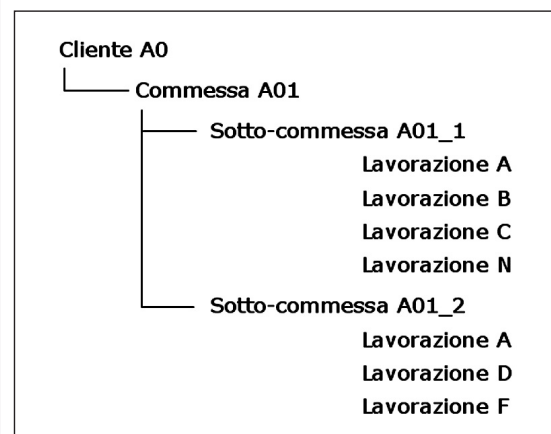 Cliente A0
Commessa A01
Sotto-commessa A01_1
Lavorazione A
Lavorazione B
Lavorazione C
Lavorazione N
Sotto-commessa A01_2
Lavorazione A
Lavorazione D
Lavorazione F